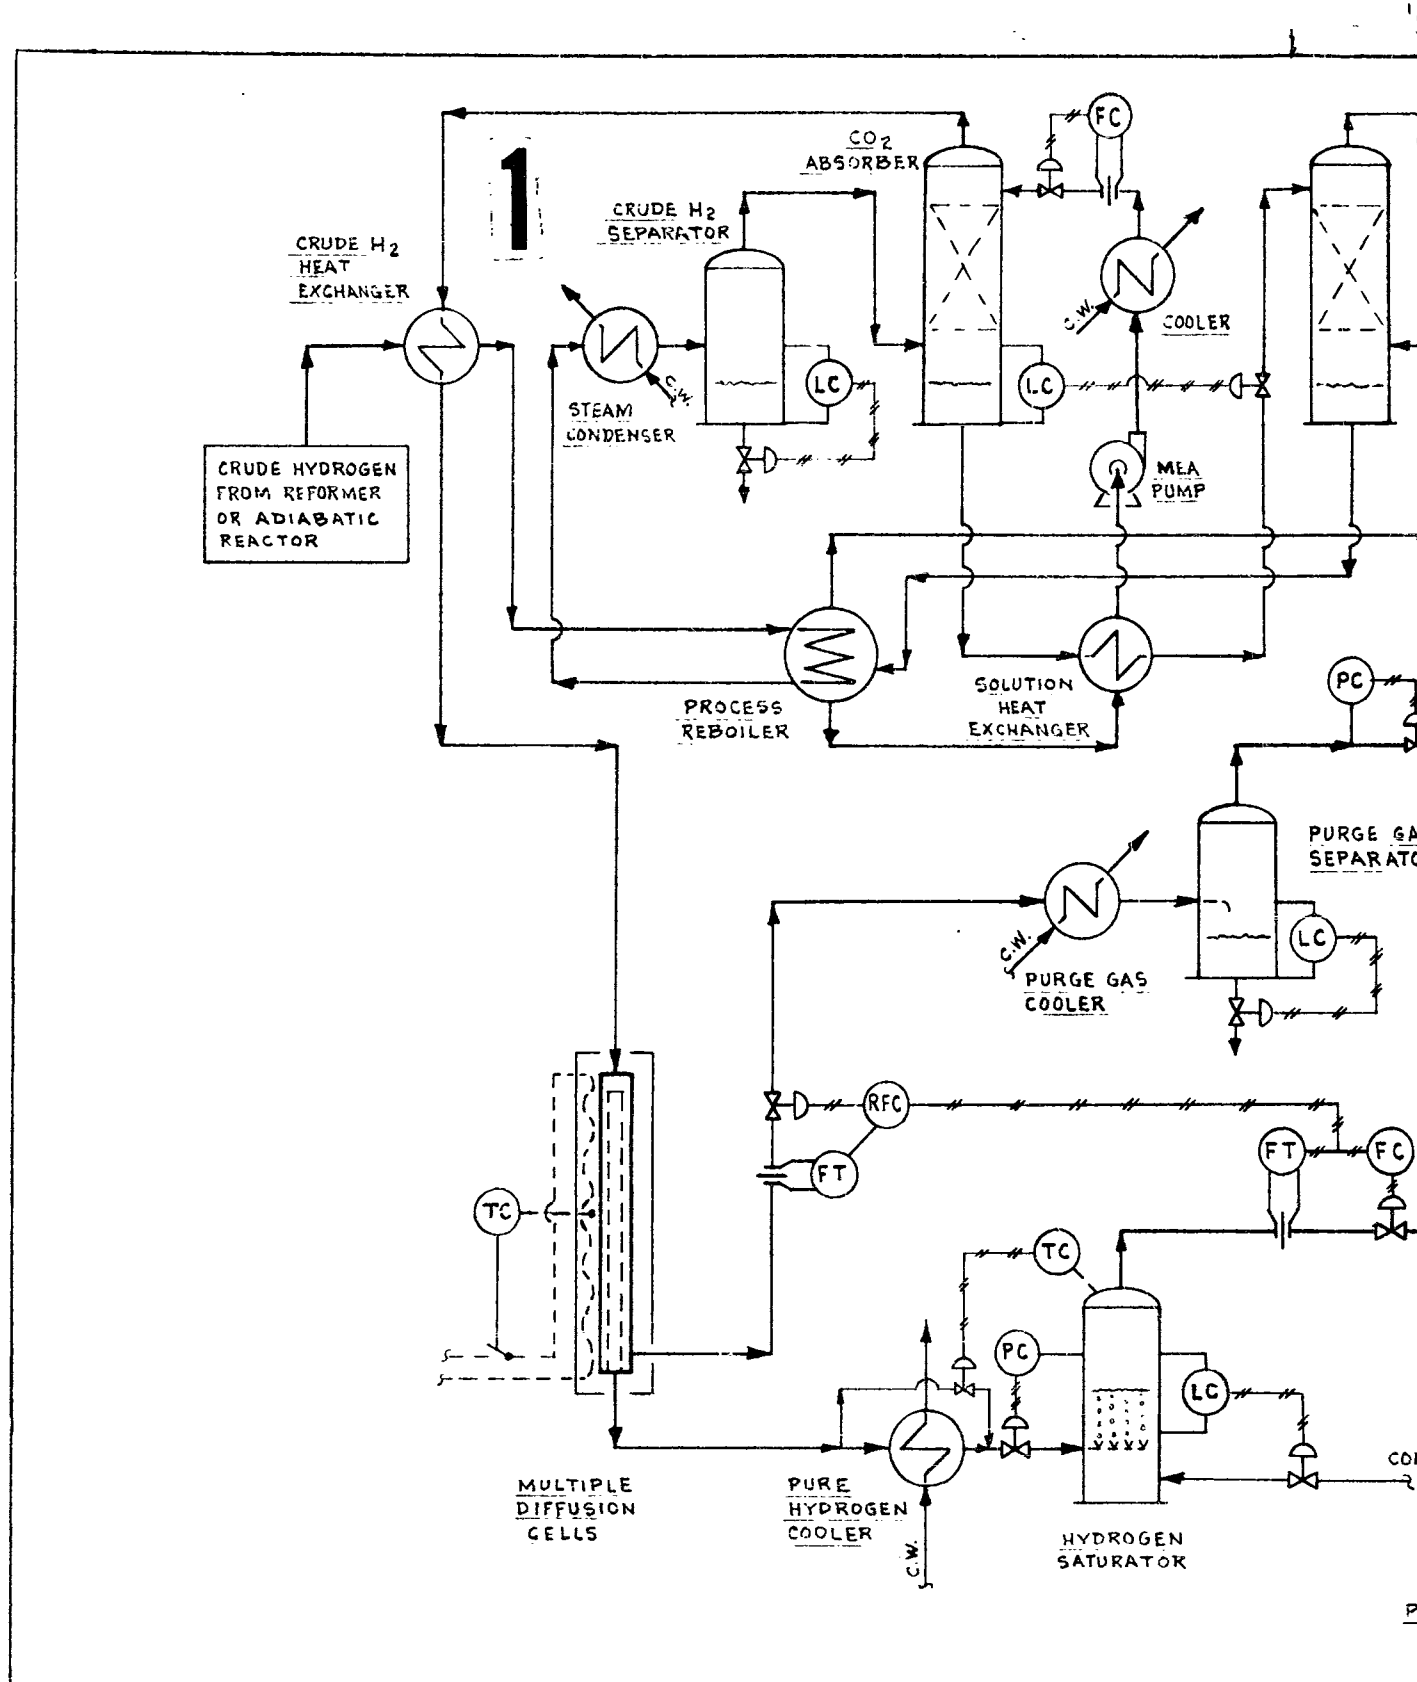 1
FC
CO2
ABSORBER
CRUDE H2
SEPARATOR
CRUDE H2
HEAT
EXCHANGER
C.W.
COOLER
LC
LC
C.W.
STEAM
CONDENSER
CRUDE HYDROGEN
FROM REFORMER
OR ADIABATIC
REACTOR
MEA
PUMP
PROCESS
REBOILER
SOLUTION
HEAT
EXCHANGER
PC
PURGE GA
SEPARATO
C.W.
LC
PURGE GAS
COOLER
RFC
FT
FT
FC
TC
TC
PC
LC
MULTIPLE
DIFFUSION
CELLS
PURE
HYDROGEN
COOLER
C.W.
HYDROGEN
SATURATOR
P